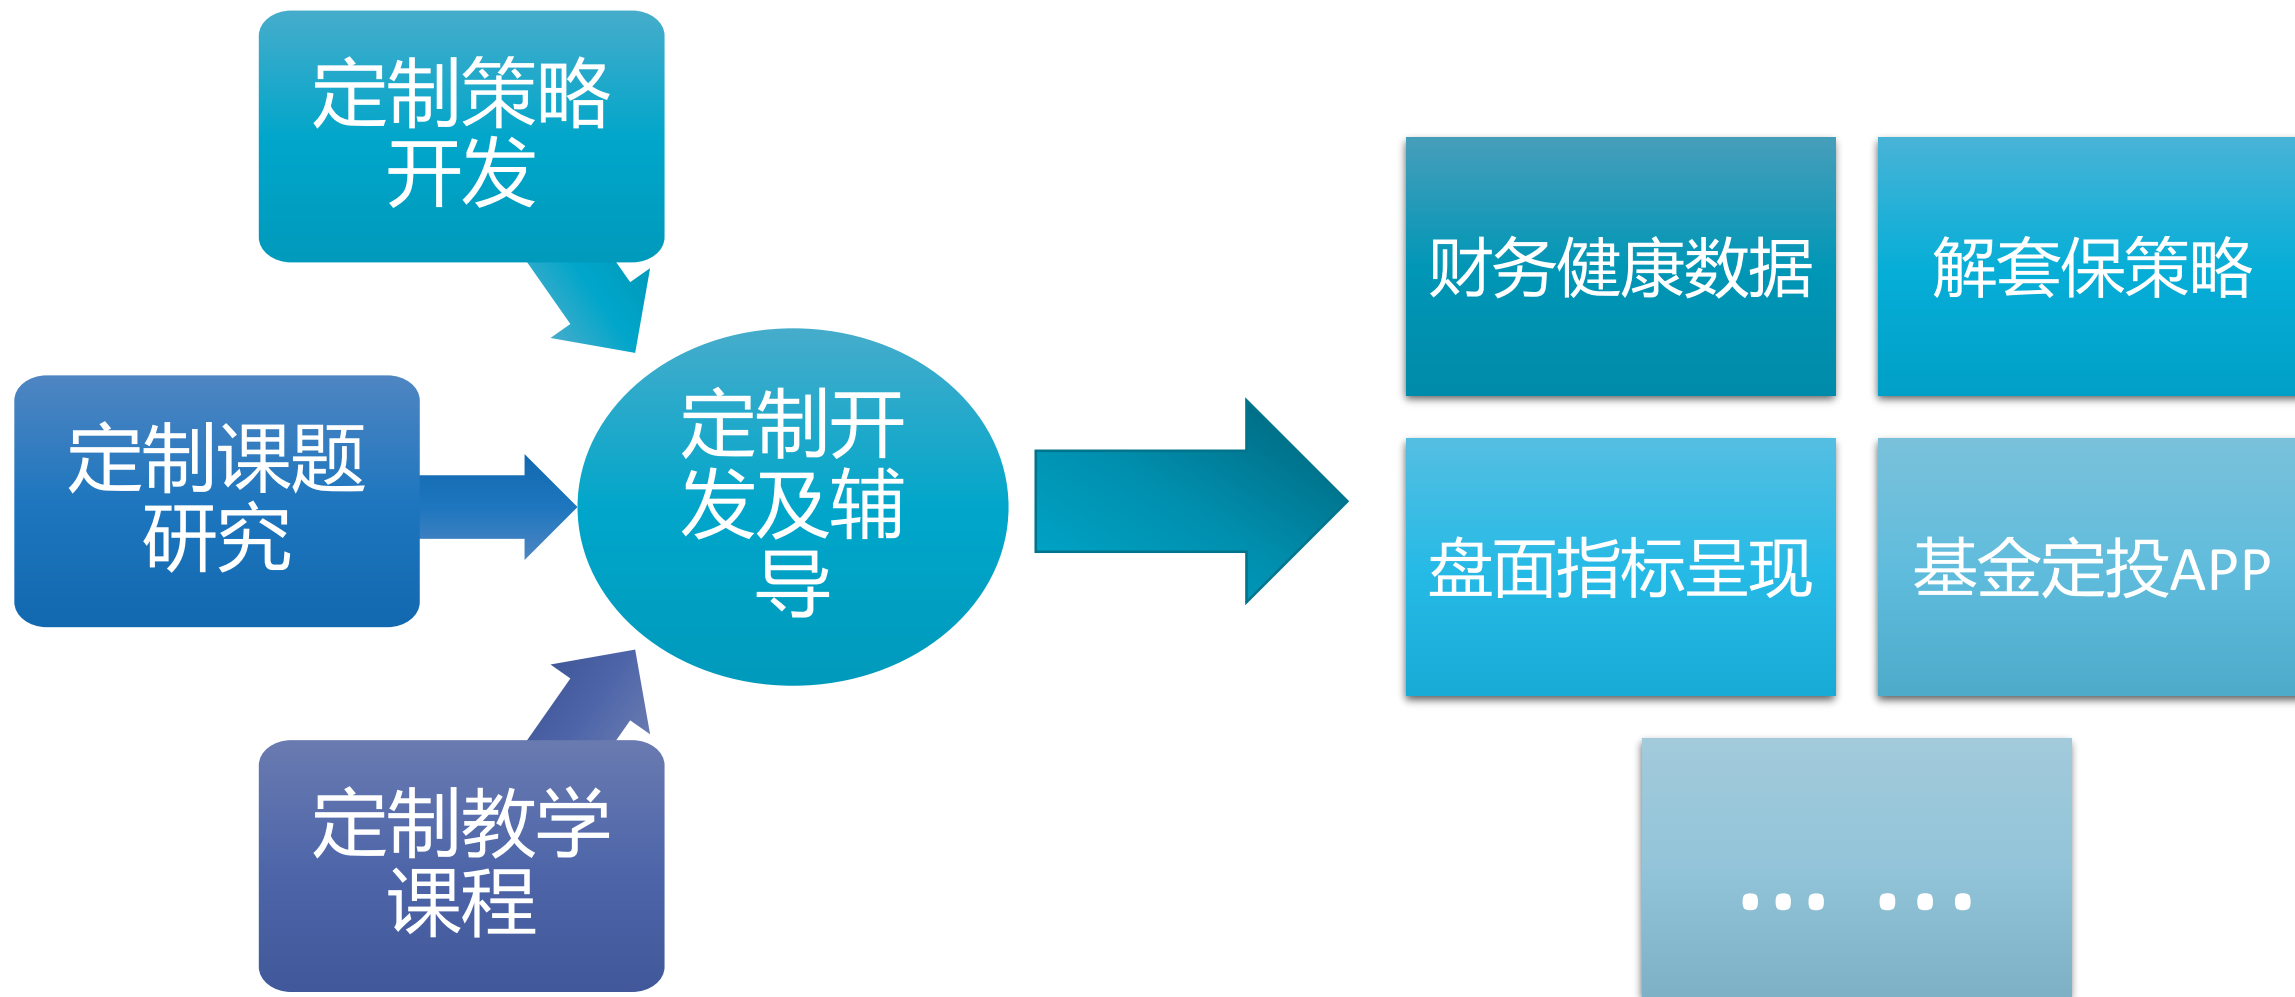 定制策略
开发
定制课题
研究
定制教学
课程
定制开
发及辅
导
财务健康数据
解套保策略
盘面指标呈现
基金定投APP
... ...